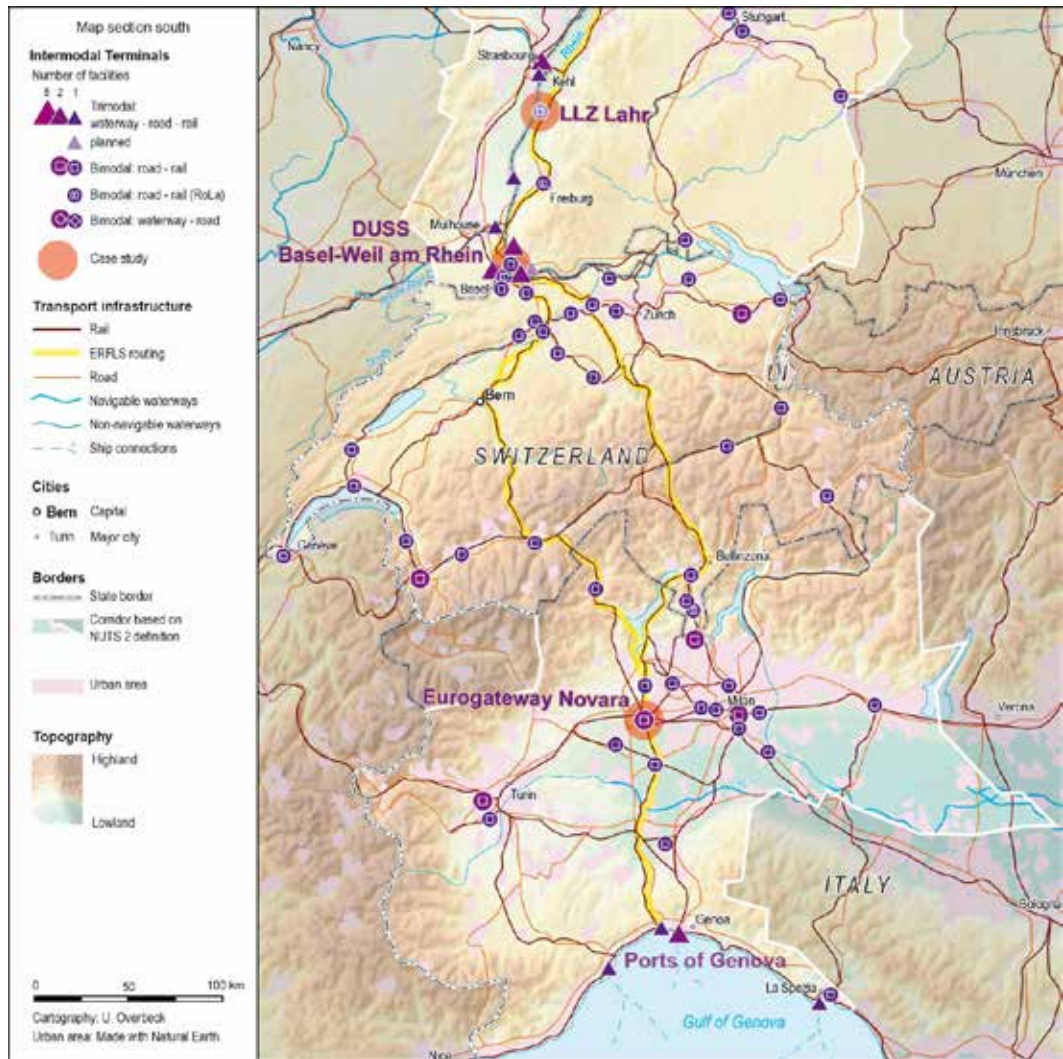 Map section south
Intermodal Terminals
Number of facilities
8 2 1
Trimodal:
waterway - road - rail
planned
Bimodal: road - rail
Bimodal: road - rail (RoLa)
Bimodal: waterway - road
Case study
Transport infrastructure
Rail
ERFLS routing
Road
Navigable waterways
Non-navigable waterways
Ship connections
Cities
Bern Capital
Turin Major city
Borders
State border
Corridor based on
NUTS 2 definition
Urban area
Topography
Highland
Lowland
0 50 100 km
Cartography: U. Overbeck
Urban area: Made with Natural Earth.
Stuttgart
Nancy
Strasbourg
Rhein
Kehl
LLZ Lahr
München
Freiburg
Mulhouse
DUSS
Basel-Weil am Rhein
Basel
Zürich
Innsbruck
LI
AUSTRIA
Bern
SWITZERLAND
Genève
Bellinzona
Eurogateway Novara
Milan
Verona
Turin
ITALY
Bologna
Genoa
Ports of Genova
La Spezia
Gulf of Genova
Nice